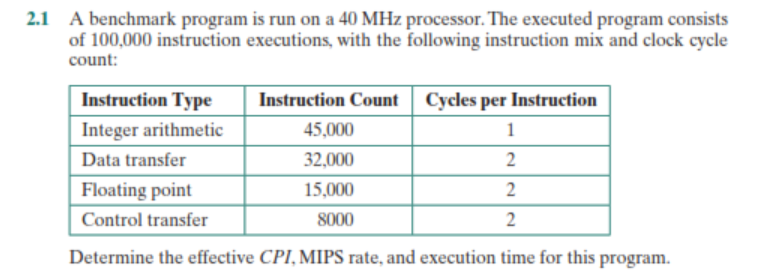 2.1 A benchmark program is run on a 40 MHz processor. The executed program consists
of 100,000 instruction executions, with the following instruction mix and clock cycle
count:
Instruction Type Instruction Count Cycles per Instruction
Integer arithmetic 45,000 1
Data transfer 32,000 2
Floating point 15,000 2
Control transfer 8000 2
Determine the effective CPI, MIPS rate, and execution time for this program.